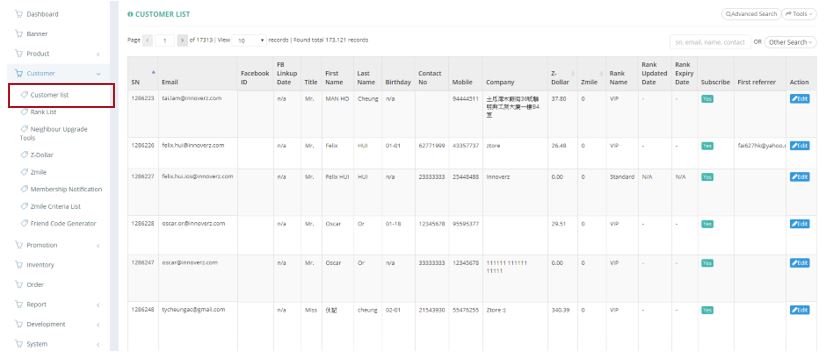 Dashboard
Banner
Product
Customer
Customer list
Rank List
Neighbour Upgrade
Tools
Z-Dollar
Zmile
Membership Notification
Zmile Criteria List
Friend Code Generator
Promotion
Inventory
Order
Report
Development
System
CUSTOMER LIST
Advanced Search
Tools
Page 1 of 17313 | View 10 records | Found total 173,121 records
sn, email, name, contact OR Other Search
SN Email Facebook ID FB Linkup Date Title First Name Last Name Birthday Contact No Mobile Company Z-Dollar Zmile Rank Name Rank Updated Date Rank Expiry Date Subscribe First referrer Action
1286223 tai.lam@innoverz.com n/a Mr. MAN HO Cheung n/a 94444511 37.80 0 VIP - - Yes Edit
1286226 felix.hui@innoverz.com n/a Mr. Felix HUI 01-01 62771999 43357737 ztore 26.48 0 VIP - - Yes fai627hk@yahoo.c Edit
1286227 felix.hui.ios@innoverz.com n/a Mr. Felix HUI HUI n/a 23333333 25448488 Innoverz 0.00 0 Standard N/A N/A Yes Edit
1286228 oscar.or@innoverz.com n/a Mr. Oscar Or 01-18 12345678 95595377 29.51 0 VIP - - Yes Edit
1286247 oscar@innoverz.com n/a Mr. Oscar Or n/a 33333333 12345678 111111 111111 0.00 0 VIP - - Yes Edit
11111
1286248 tycheungac@gmail.com n/a Miss cheung 02-01 21543930 55476255 Ztore :) 340.39 0 VIP - - Yes Edit